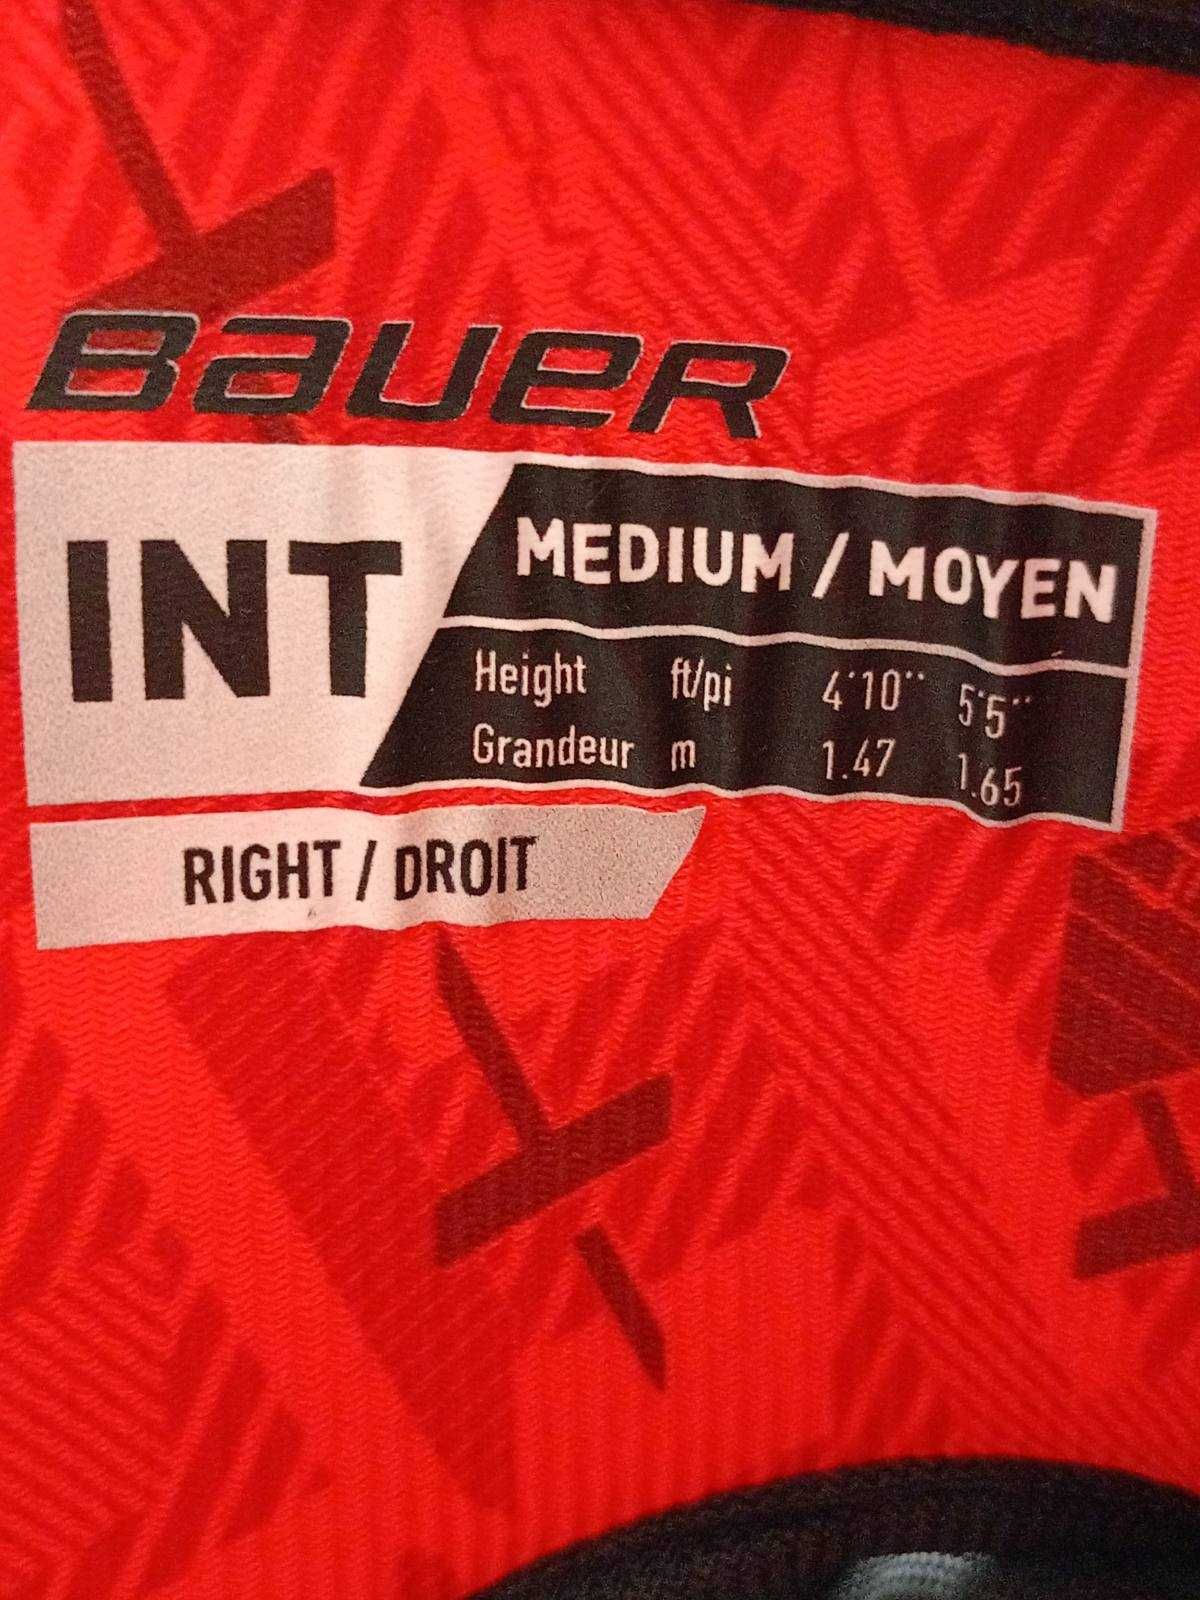 BAUER
INT
MEDIUM / MOYEN
Height ft/pi 4'10'' 5'5''
Grandeur m 1.47 1.65
RIGHT / DROIT